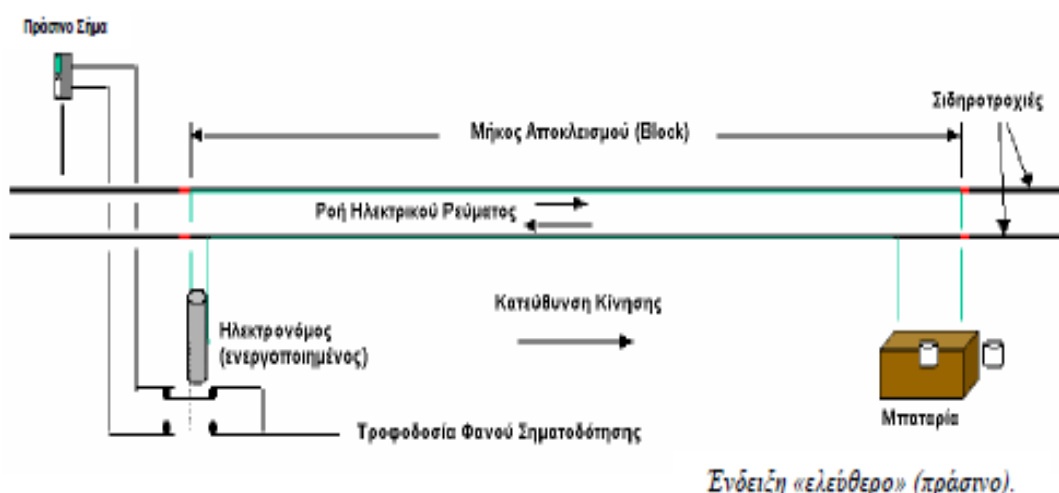 Πράσινο Σήμα
Σιδηροτροχιές
Μήκος Αποκλεισμού (Block)
Ροή Ηλεκτρικού Ρεύματος
Κατεύθυνση Κίνησης
Ηλεκτρονόμος
(ενεργοποιημένος)
Μπαταρία
Τροφοδοσία Φανού Σηματοδότησης
Ένδειξη «ελεύθερο» (πράσινο).